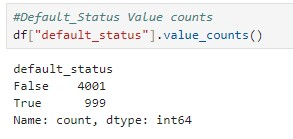 #Default_Status Value counts
df["default_status"].value_counts()
default_status
False    4001
True      999
Name: count, dtype: int64